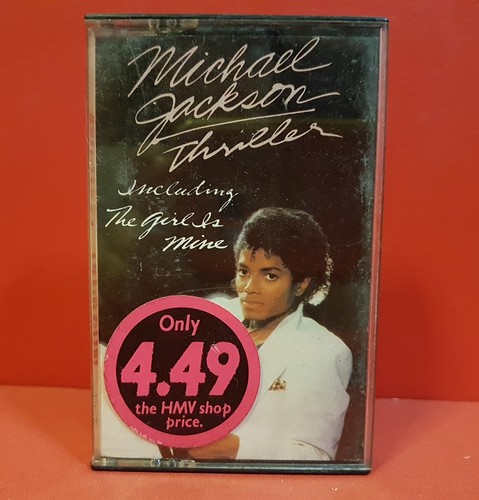 Michael
Jackson
Thriller
Including
The Girl Is
Mine
Only
4.49
the HMV shop
price.